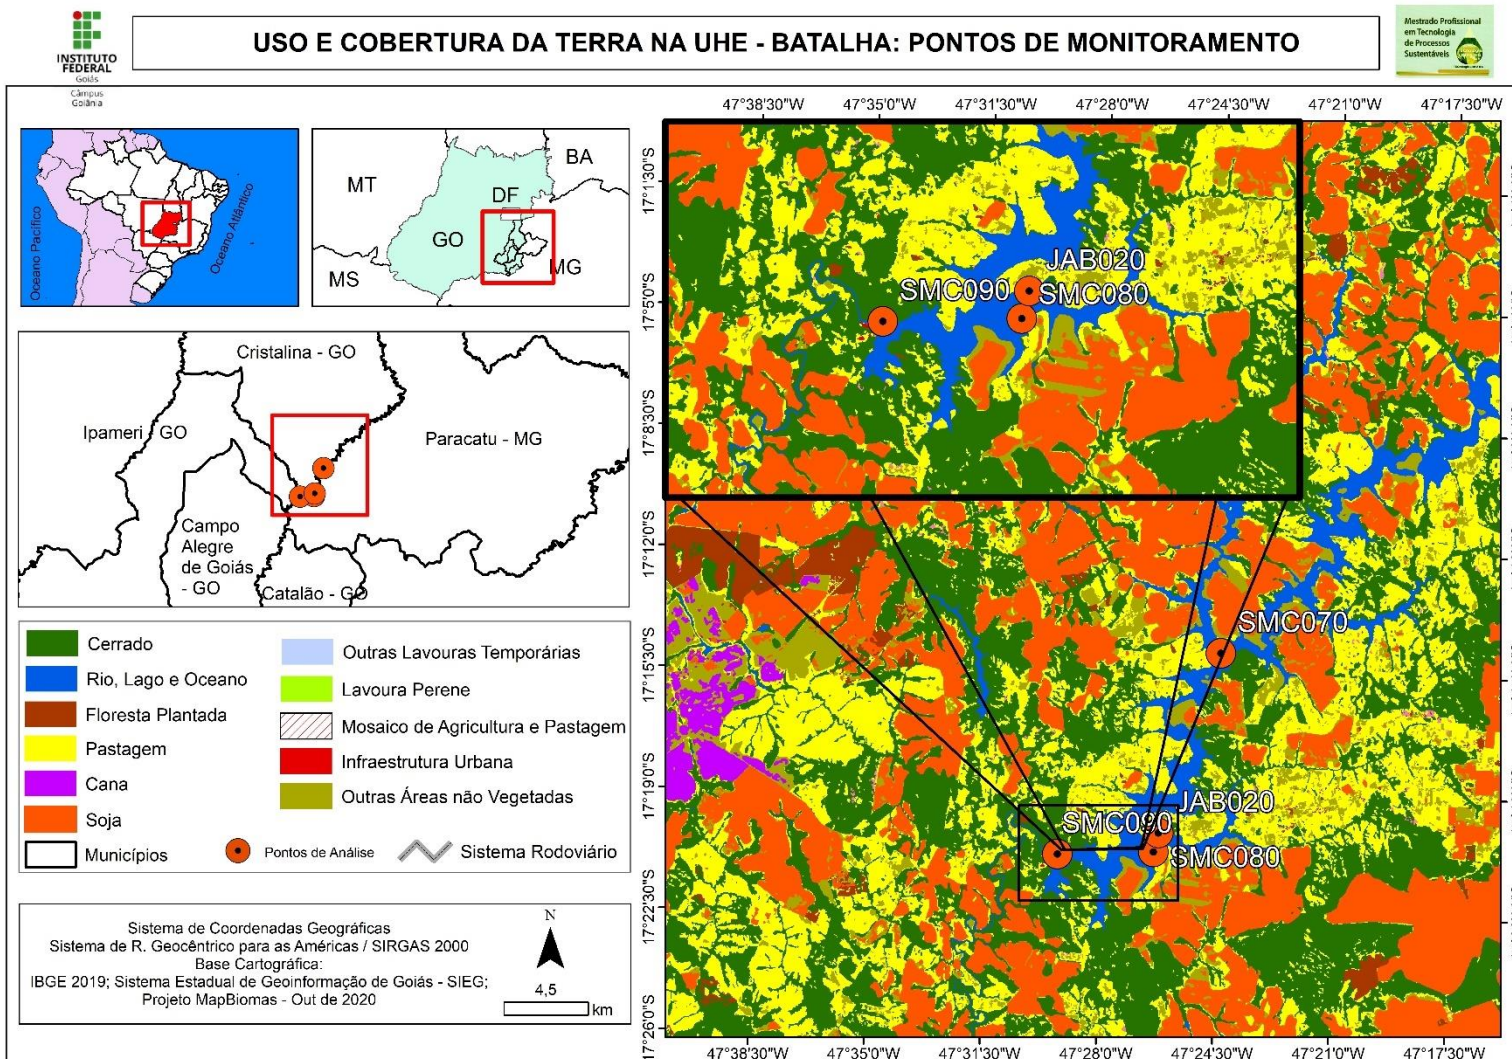 INSTITUTO
FEDERAL
Goiás
Câmpus
Goiânia
USO E COBERTURA DA TERRA NA UHE - BATALHA: PONTOS DE MONITORAMENTO
Mestrado Profissional
em Tecnologia
de Processos
Sustentáveis
Oceano Pacífico
Oceano Atlântico
MT
BA
DF
GO
MS
MG
Cristalina - GO
Ipameri - GO
Paracatu - MG
Campo
Alegre
de Goiás
- GO
Catalão - GO
Cerrado
Rio, Lago e Oceano
Floresta Plantada
Pastagem
Cana
Soja
Municípios
Outras Lavouras Temporárias
Lavoura Perene
Mosaico de Agricultura e Pastagem
Infraestrutura Urbana
Outras Áreas não Vegetadas
Pontos de Análise
Sistema Rodoviário
Sistema de Coordenadas Geográficas
Sistema de R. Geocêntrico para as Américas / SIRGAS 2000
Base Cartográfica:
IBGE 2019; Sistema Estadual de Geoinformação de Goiás - SIEG;
Projeto MapBiomas - Out de 2020
N
4,5
km
47°38'30"W 47°35'0"W 47°31'30"W 47°28'0"W 47°24'30"W 47°21'0"W 47°17'30"W
17°1'30"S
17°5'0"S
17°8'30"S
17°12'0"S
17°15'30"S
17°19'0"S
17°22'30"S
17°26'0"S
JAB020
SMC090
SMC080
SMC070
JAB020
SMC090
SMC080
47°38'30"W 47°35'0"W 47°31'30"W 47°28'0"W 47°24'30"W 47°21'0"W 47°17'30"W